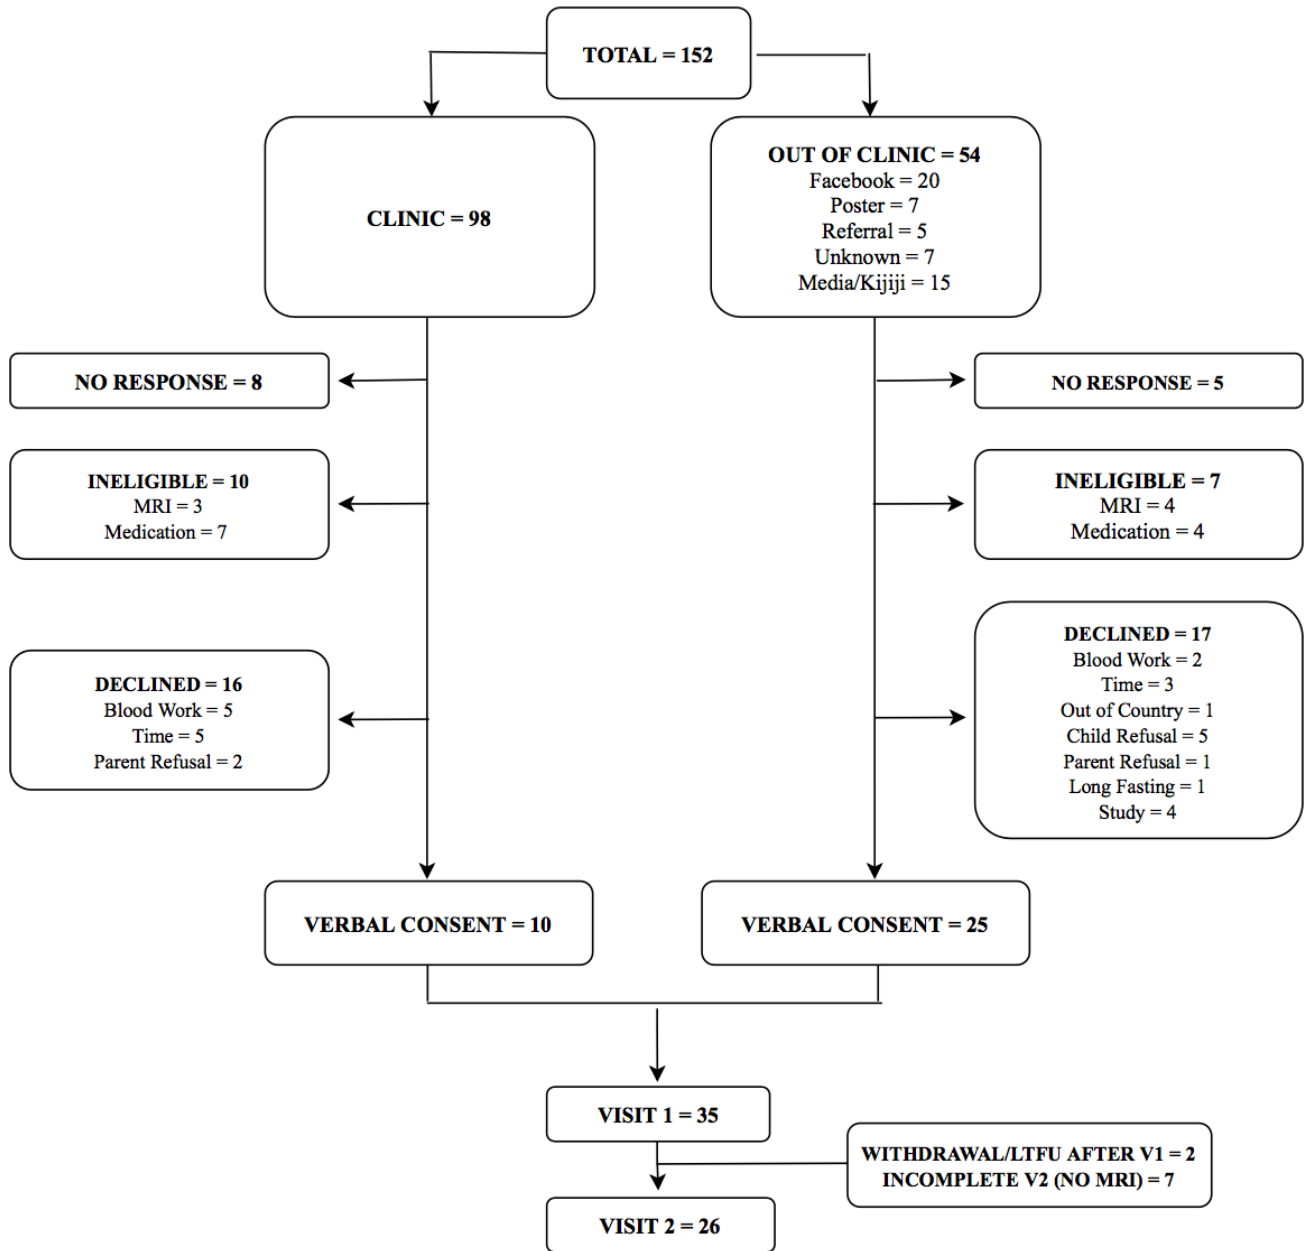 TOTAL = 152
CLINIC = 98
OUT OF CLINIC = 54
Facebook = 20
Poster = 7
Referral = 5
Unknown = 7
Media/Kijiji = 15
NO RESPONSE = 8
NO RESPONSE = 5
INELIGIBLE = 10
MRI = 3
Medication = 7
INELIGIBLE = 7
MRI = 4
Medication = 4
DECLINED = 16
Blood Work = 5
Time = 5
Parent Refusal = 2
DECLINED = 17
Blood Work = 2
Time = 3
Out of Country = 1
Child Refusal = 5
Parent Refusal = 1
Long Fasting = 1
Study = 4
VERBAL CONSENT = 10
VERBAL CONSENT = 25
VISIT 1 = 35
WITHDRAWAL/LTFU AFTER V1 = 2
INCOMPLETE V2 (NO MRI) = 7
VISIT 2 = 26